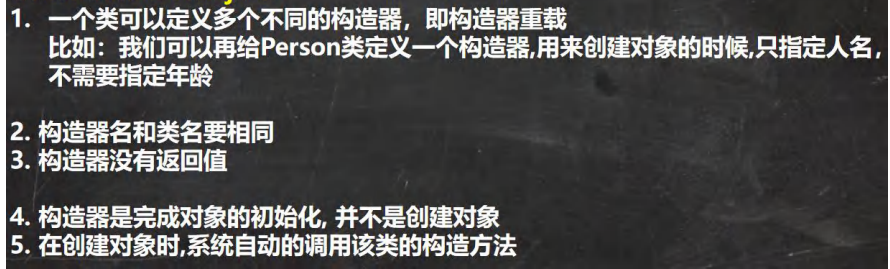 1. 一个类可以定义多个不同的构造器，即构造器重载
比如：我们可以再给Person类定义一个构造器,用来创建对象的时候,只指定人名，
不需要指定年龄
2. 构造器名和类名要相同
3. 构造器没有返回值
4. 构造器是完成对象的初始化, 并不是创建对象
5. 在创建对象时,系统自动的调用该类的构造方法